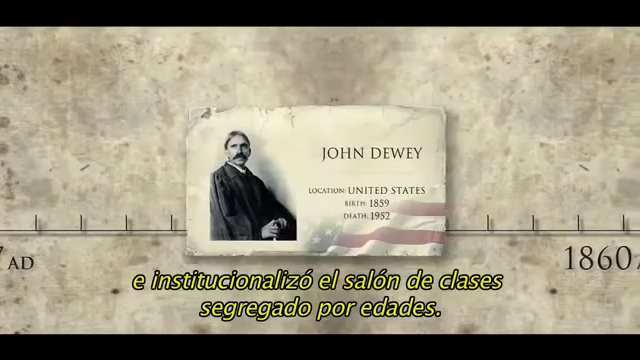 JOHN DEWEY
LOCATION: UNITED STATES
BIRTH: 1859
DEATH: 1952
AD
1860
e institucionalizó el salón de clases
segregado por edades.